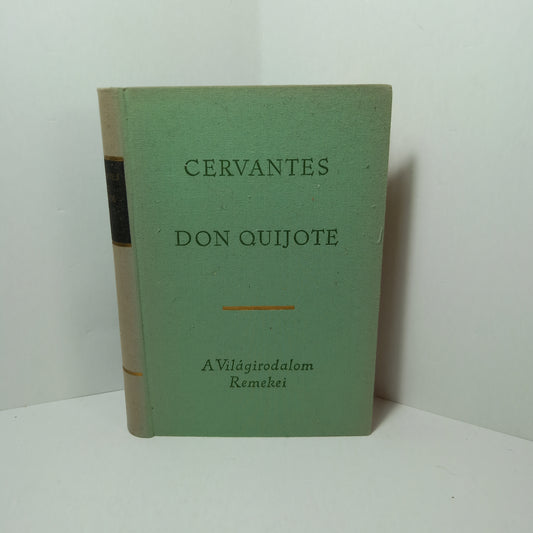 CERVANTES
DON QUIJOTE
A Világirodalom
Remekei